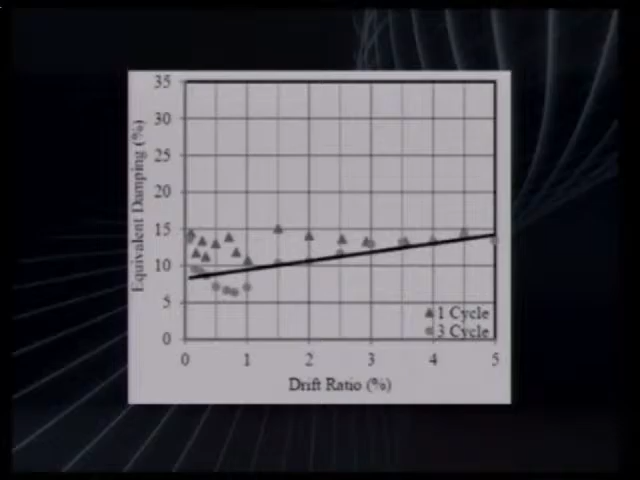 35
30
25
20
15
10
5
0
Equivalent Damping (%)
1 Cycle
3 Cycle
0 1 2 3 4 5
Drift Ratio (%)